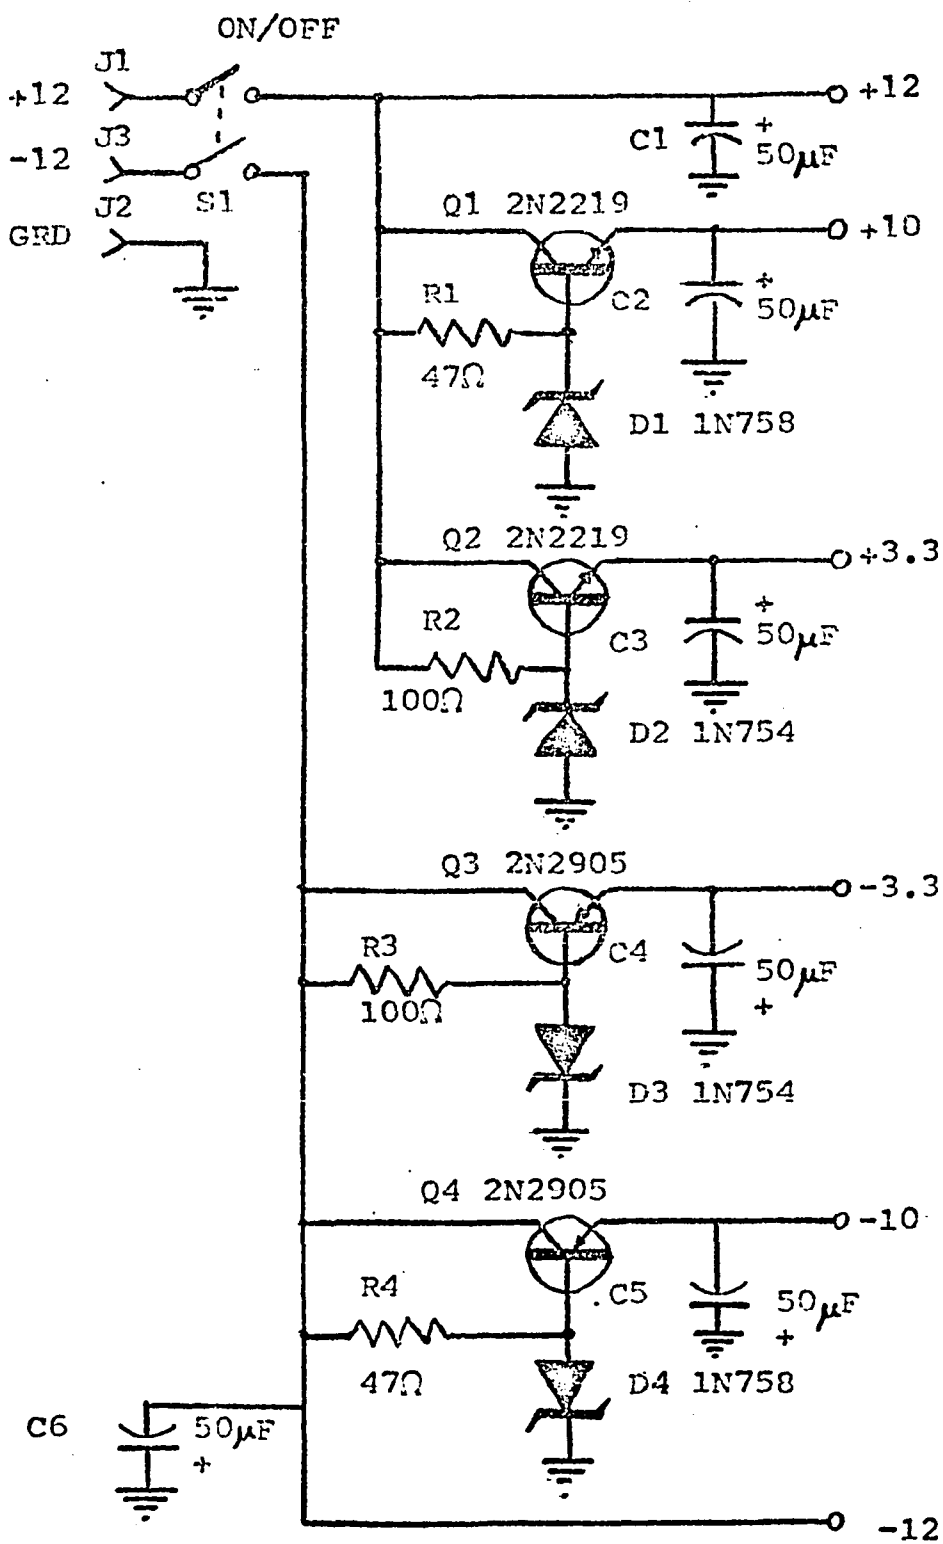 ON/OFF
J1
+12
+12
J3
C1
+
50µF
-12
S1
J2
Q1 2N2219
GRD
+10
R1
C2
+
50µF
47Ω
D1 1N758
Q2 2N2219
+3.3
R2
C3
+
50µF
100Ω
D2 1N754
Q3 2N2905
-3.3
R3
C4
50µF
+
100Ω
D3 1N754
Q4 2N2905
-10
R4
C5
50µF
+
47Ω
D4 1N758
C6
50µF
+
-12